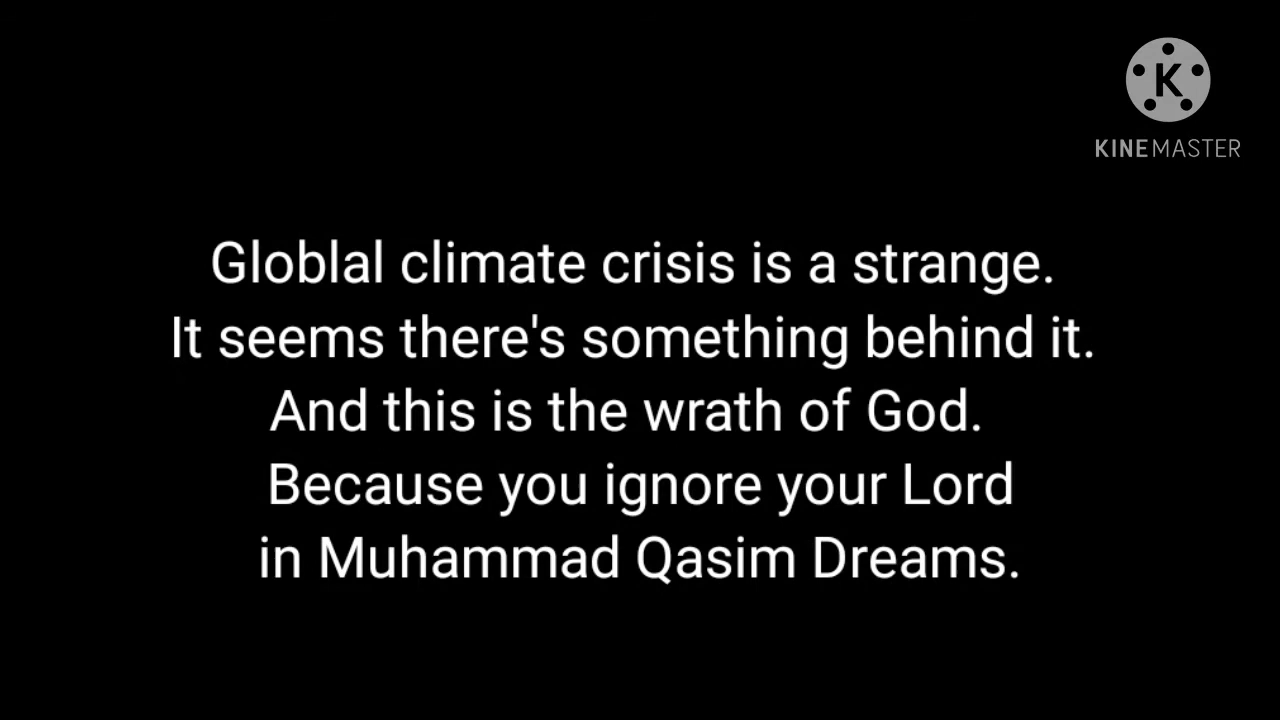 K
KINEMASTER
Globlal climate crisis is a strange.
It seems there's something behind it.
And this is the wrath of God.
Because you ignore your Lord
in Muhammad Qasim Dreams.